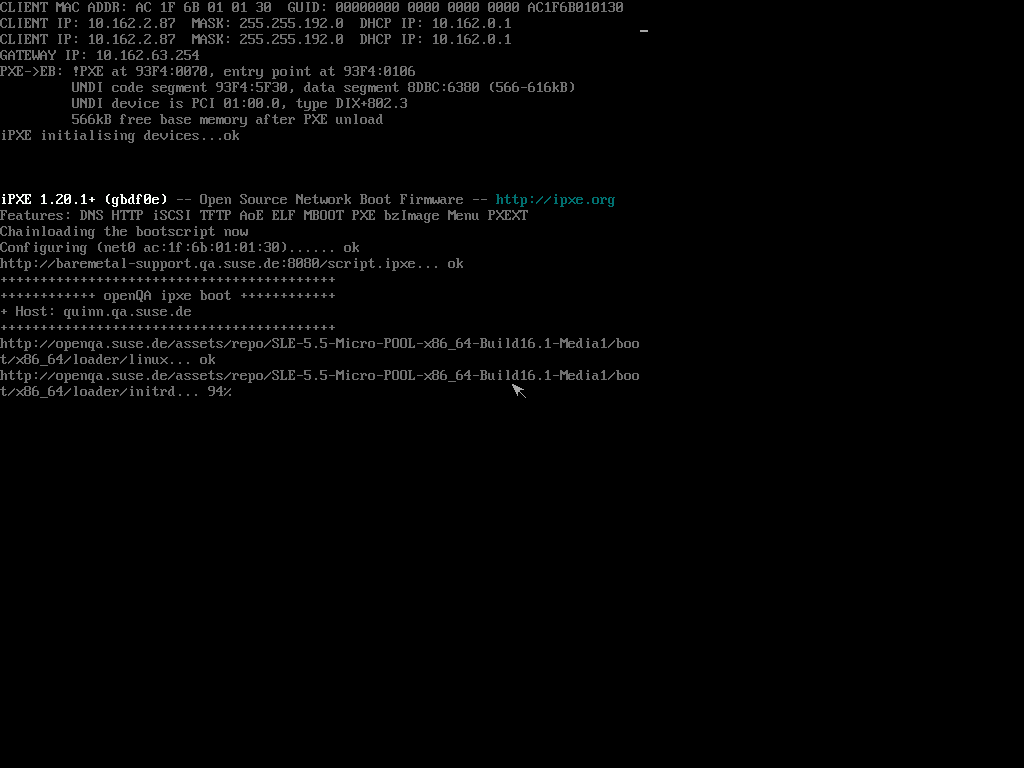 CLIENT MAC ADDR: AC 1F 6B 01 01 30  GUID: 00000000 0000 0000 0000 AC1F6B010130
CLIENT IP: 10.162.2.87  MASK: 255.255.192.0  DHCP IP: 10.162.0.1
CLIENT IP: 10.162.2.87  MASK: 255.255.192.0  DHCP IP: 10.162.0.1
GATEWAY IP: 10.162.63.254
PXE->EB: !PXE at 93F4:0070, entry point at 93F4:0106
         UNDI code segment 93F4:5F30, data segment 8DBC:6380 (566-616kB)
         UNDI device is PCI 01:00.0, type DIX+802.3
         566kB free base memory after PXE unload
iPXE initialising devices...ok
iPXE 1.20.1+ (gbdf0e) -- Open Source Network Boot Firmware -- http://ipxe.org
Features: DNS HTTP iSCSI TFTP AoE ELF MBOOT PXE bzImage Menu PXEXT
Chainloading the bootscript now
Configuring (net0 ac:1f:6b:01:01:30)...... ok
http://baremetal-support.qa.suse.de:8080/script.ipxe... ok
++++++++++++++++++++++++++++++++++++++++++
++++++++++++ openQA ipxe boot ++++++++++++
+ Host: quinn.qa.suse.de
++++++++++++++++++++++++++++++++++++++++++
http://openqa.suse.de/assets/repo/SLE-5.5-Micro-POOL-x86_64-Build16.1-Media1/boo
t/x86_64/loader/linux... ok
http://openqa.suse.de/assets/repo/SLE-5.5-Micro-POOL-x86_64-Build16.1-Media1/boo
t/x86_64/loader/initrd... 94%